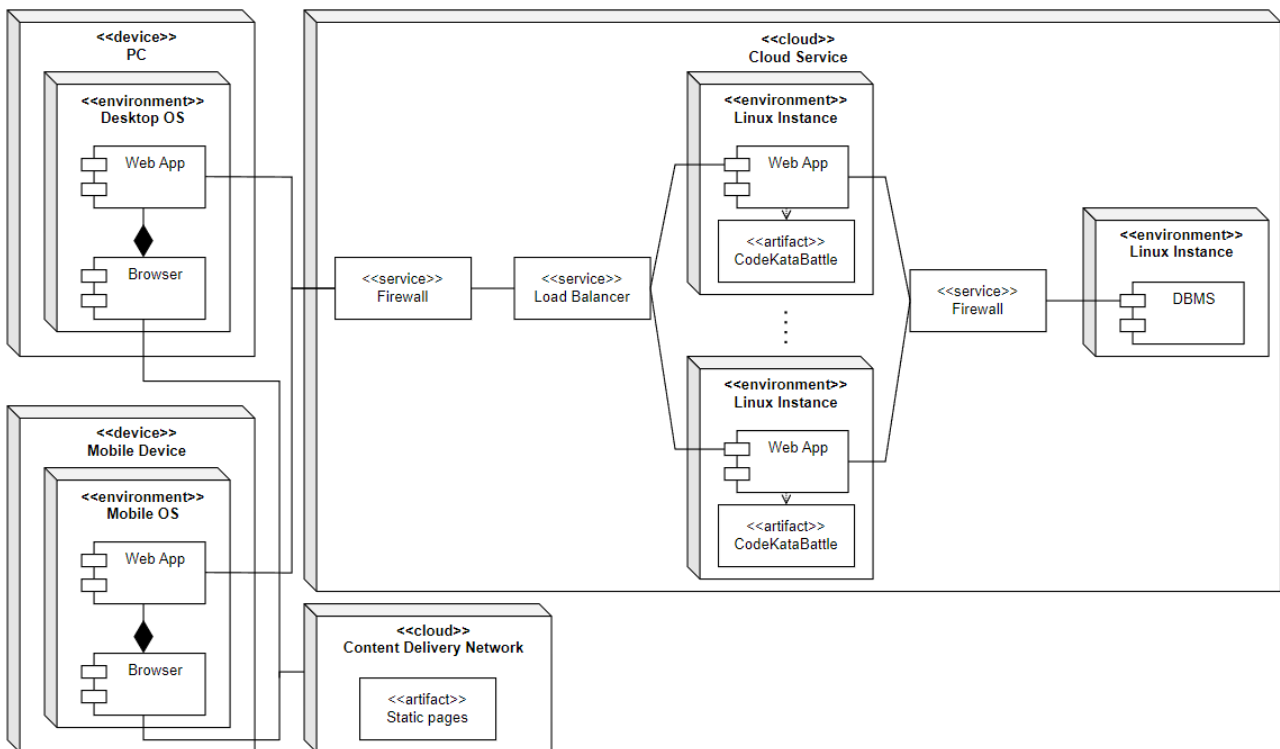 <<device>>
PC
<<environment>>
Desktop OS
Web App
Browser
<<device>>
Mobile Device
<<environment>>
Mobile OS
Web App
Browser
<<cloud>>
Cloud Service
<<service>>
Firewall
<<service>>
Load Balancer
<<environment>>
Linux Instance
Web App
<<artifact>>
CodeKataBattle
<<environment>>
Linux Instance
Web App
<<artifact>>
CodeKataBattle
<<service>>
Firewall
<<environment>>
Linux Instance
DBMS
<<cloud>>
Content Delivery Network
<<artifact>>
Static pages